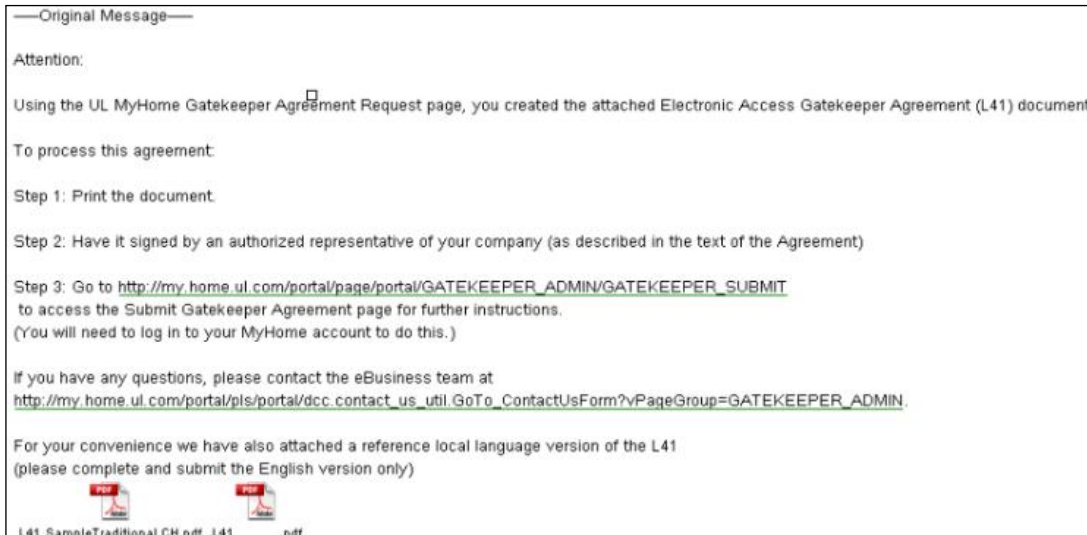 -----Original Message-----
Attention:
Using the UL MyHome Gatekeeper Agreement Request page, you created the attached Electronic Access Gatekeeper Agreement (L41) document
To process this agreement:
Step 1: Print the document.
Step 2: Have it signed by an authorized representative of your company (as described in the text of the Agreement)
Step 3: Go to http://my.home.ul.com/portal/page/portal/GATEKEEPER_ADMIN/GATEKEEPER_SUBMIT
to access the Submit Gatekeeper Agreement page for further instructions.
(You will need to log in to your MyHome account to do this.)
If you have any questions, please contact the eBusiness team at
http://my.home.ul.com/portal/pls/portal/dcc.contact_us_util.GoTo_ContactUsForm?vPageGroup=GATEKEEPER_ADMIN.
For your convenience we have also attached a reference local language version of the L41
(please complete and submit the English version only)
PDF PDF
L41_SampleTraditional CH.pdf L41 pdf